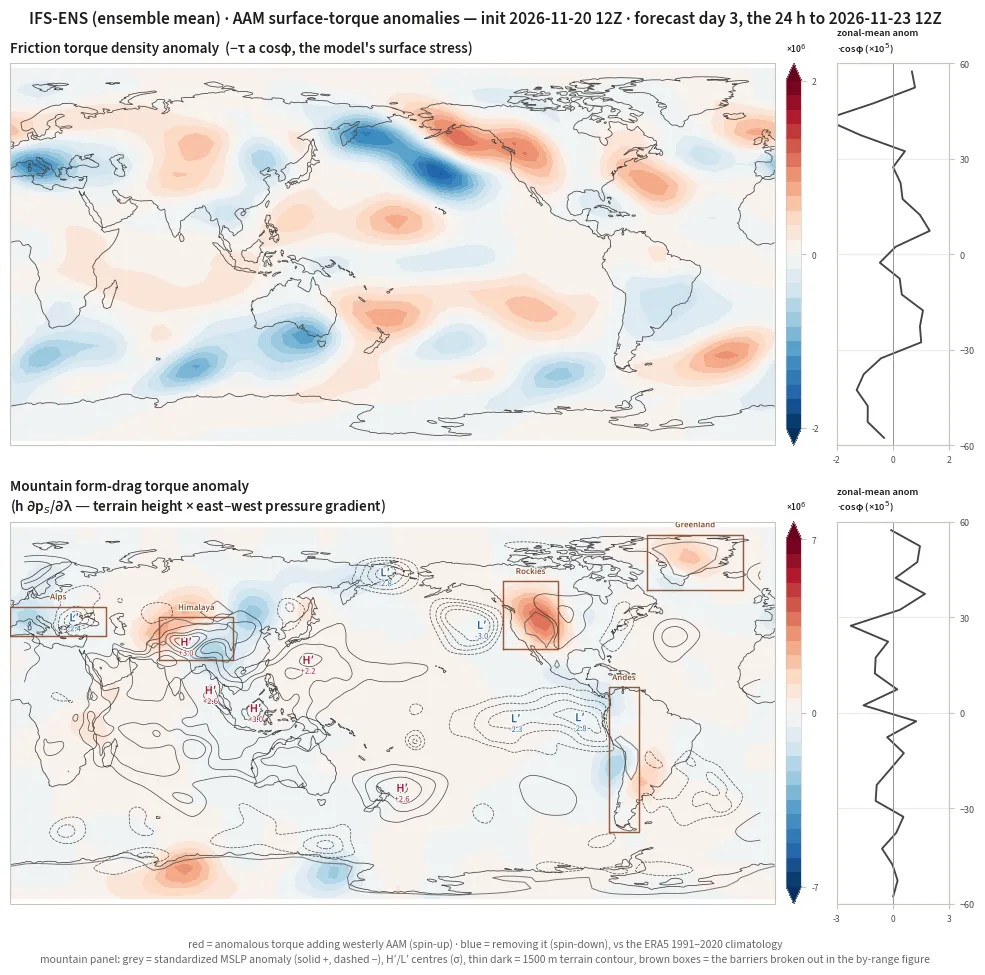 IFS-ENS (ensemble mean) · AAM surface-torque anomalies — init 2026-11-20 12Z · forecast day 3, the 24 h to 2026-11-23 12Z
Friction torque density anomaly (−τ a cosϕ, the model's surface stress)
×10⁶
zonal-mean anom
·cosφ (×10⁵)
2
0
-2
60
30
0
−30
−60
-2
0
2
Mountain form-drag torque anomaly
(h ∂pₛ/∂λ — terrain height × east–west pressure gradient)
×10⁶
zonal-mean anom
·cosφ (×10⁵)
Greenland
Rockies
Alps
Himalaya
Andes
L'
-2.8
L'
-3.0
L'
H'
+3.0
H'
+2.2
H'
+2.6
H'
+3.0
L'
-2.3
L'
-2.8
H'
+2.6
7
0
-7
60
30
0
−30
−60
-3
0
3
red = anomalous torque adding westerly AAM (spin-up) · blue = removing it (spin-down), vs the ERA5 1991–2020 climatology
mountain panel: grey = standardized MSLP anomaly (solid +, dashed –), H'/L' centres (σ), thin dark = 1500 m terrain contour, brown boxes = the barriers broken out in the by-range figure